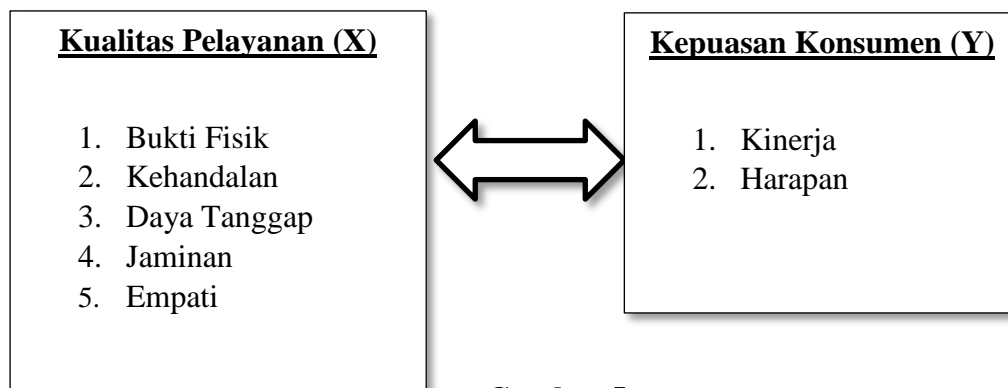 Kualitas Pelayanan (X)
1. Bukti Fisik
2. Kehandalan
3. Daya Tanggap
4. Jaminan
5. Empati
Kepuasan Konsumen (Y)
1. Kinerja
2. Harapan